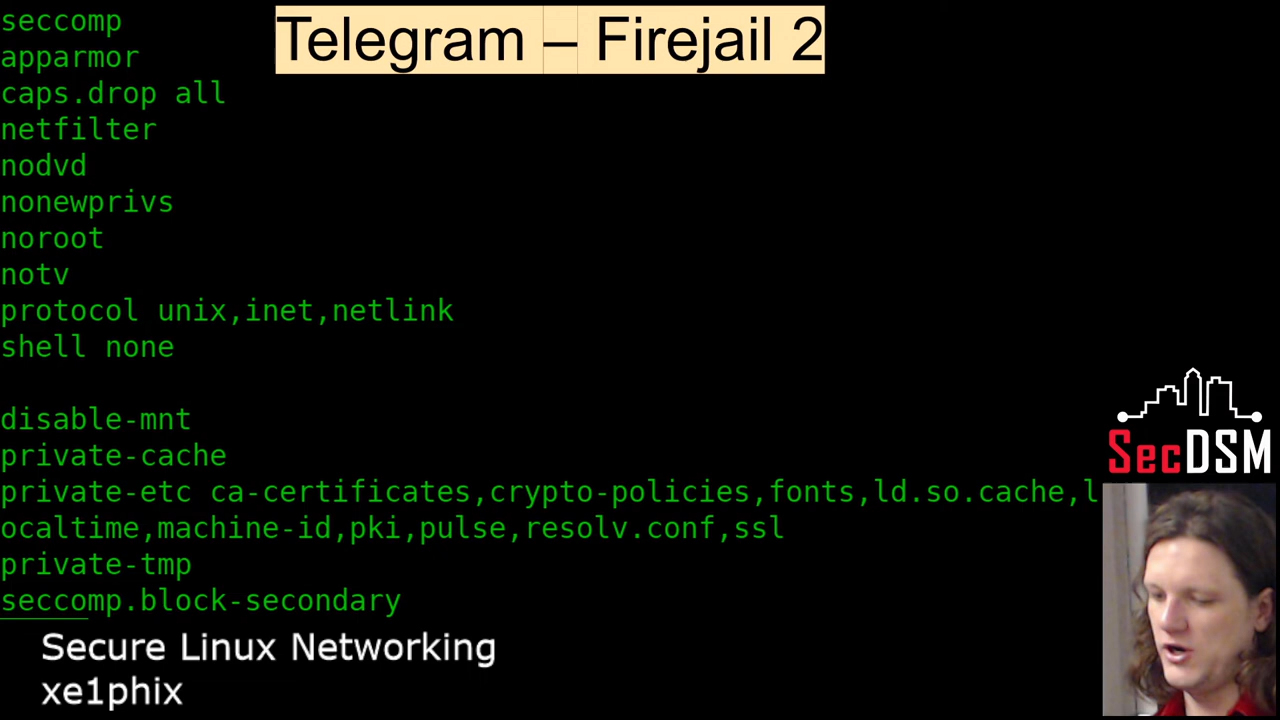 Telegram – Firejail 2
seccomp
apparmor
caps.drop all
netfilter
nodvd
nonewprivs
noroot
notv
protocol unix,inet,netlink
shell none
disable-mnt
private-cache
private-etc ca-certificates,crypto-policies,fonts,ld.so.cache,l
ocaltime,machine-id,pki,pulse,resolv.conf,ssl
private-tmp
seccomp.block-secondary
SecDSM
Secure Linux Networking
xe1phix